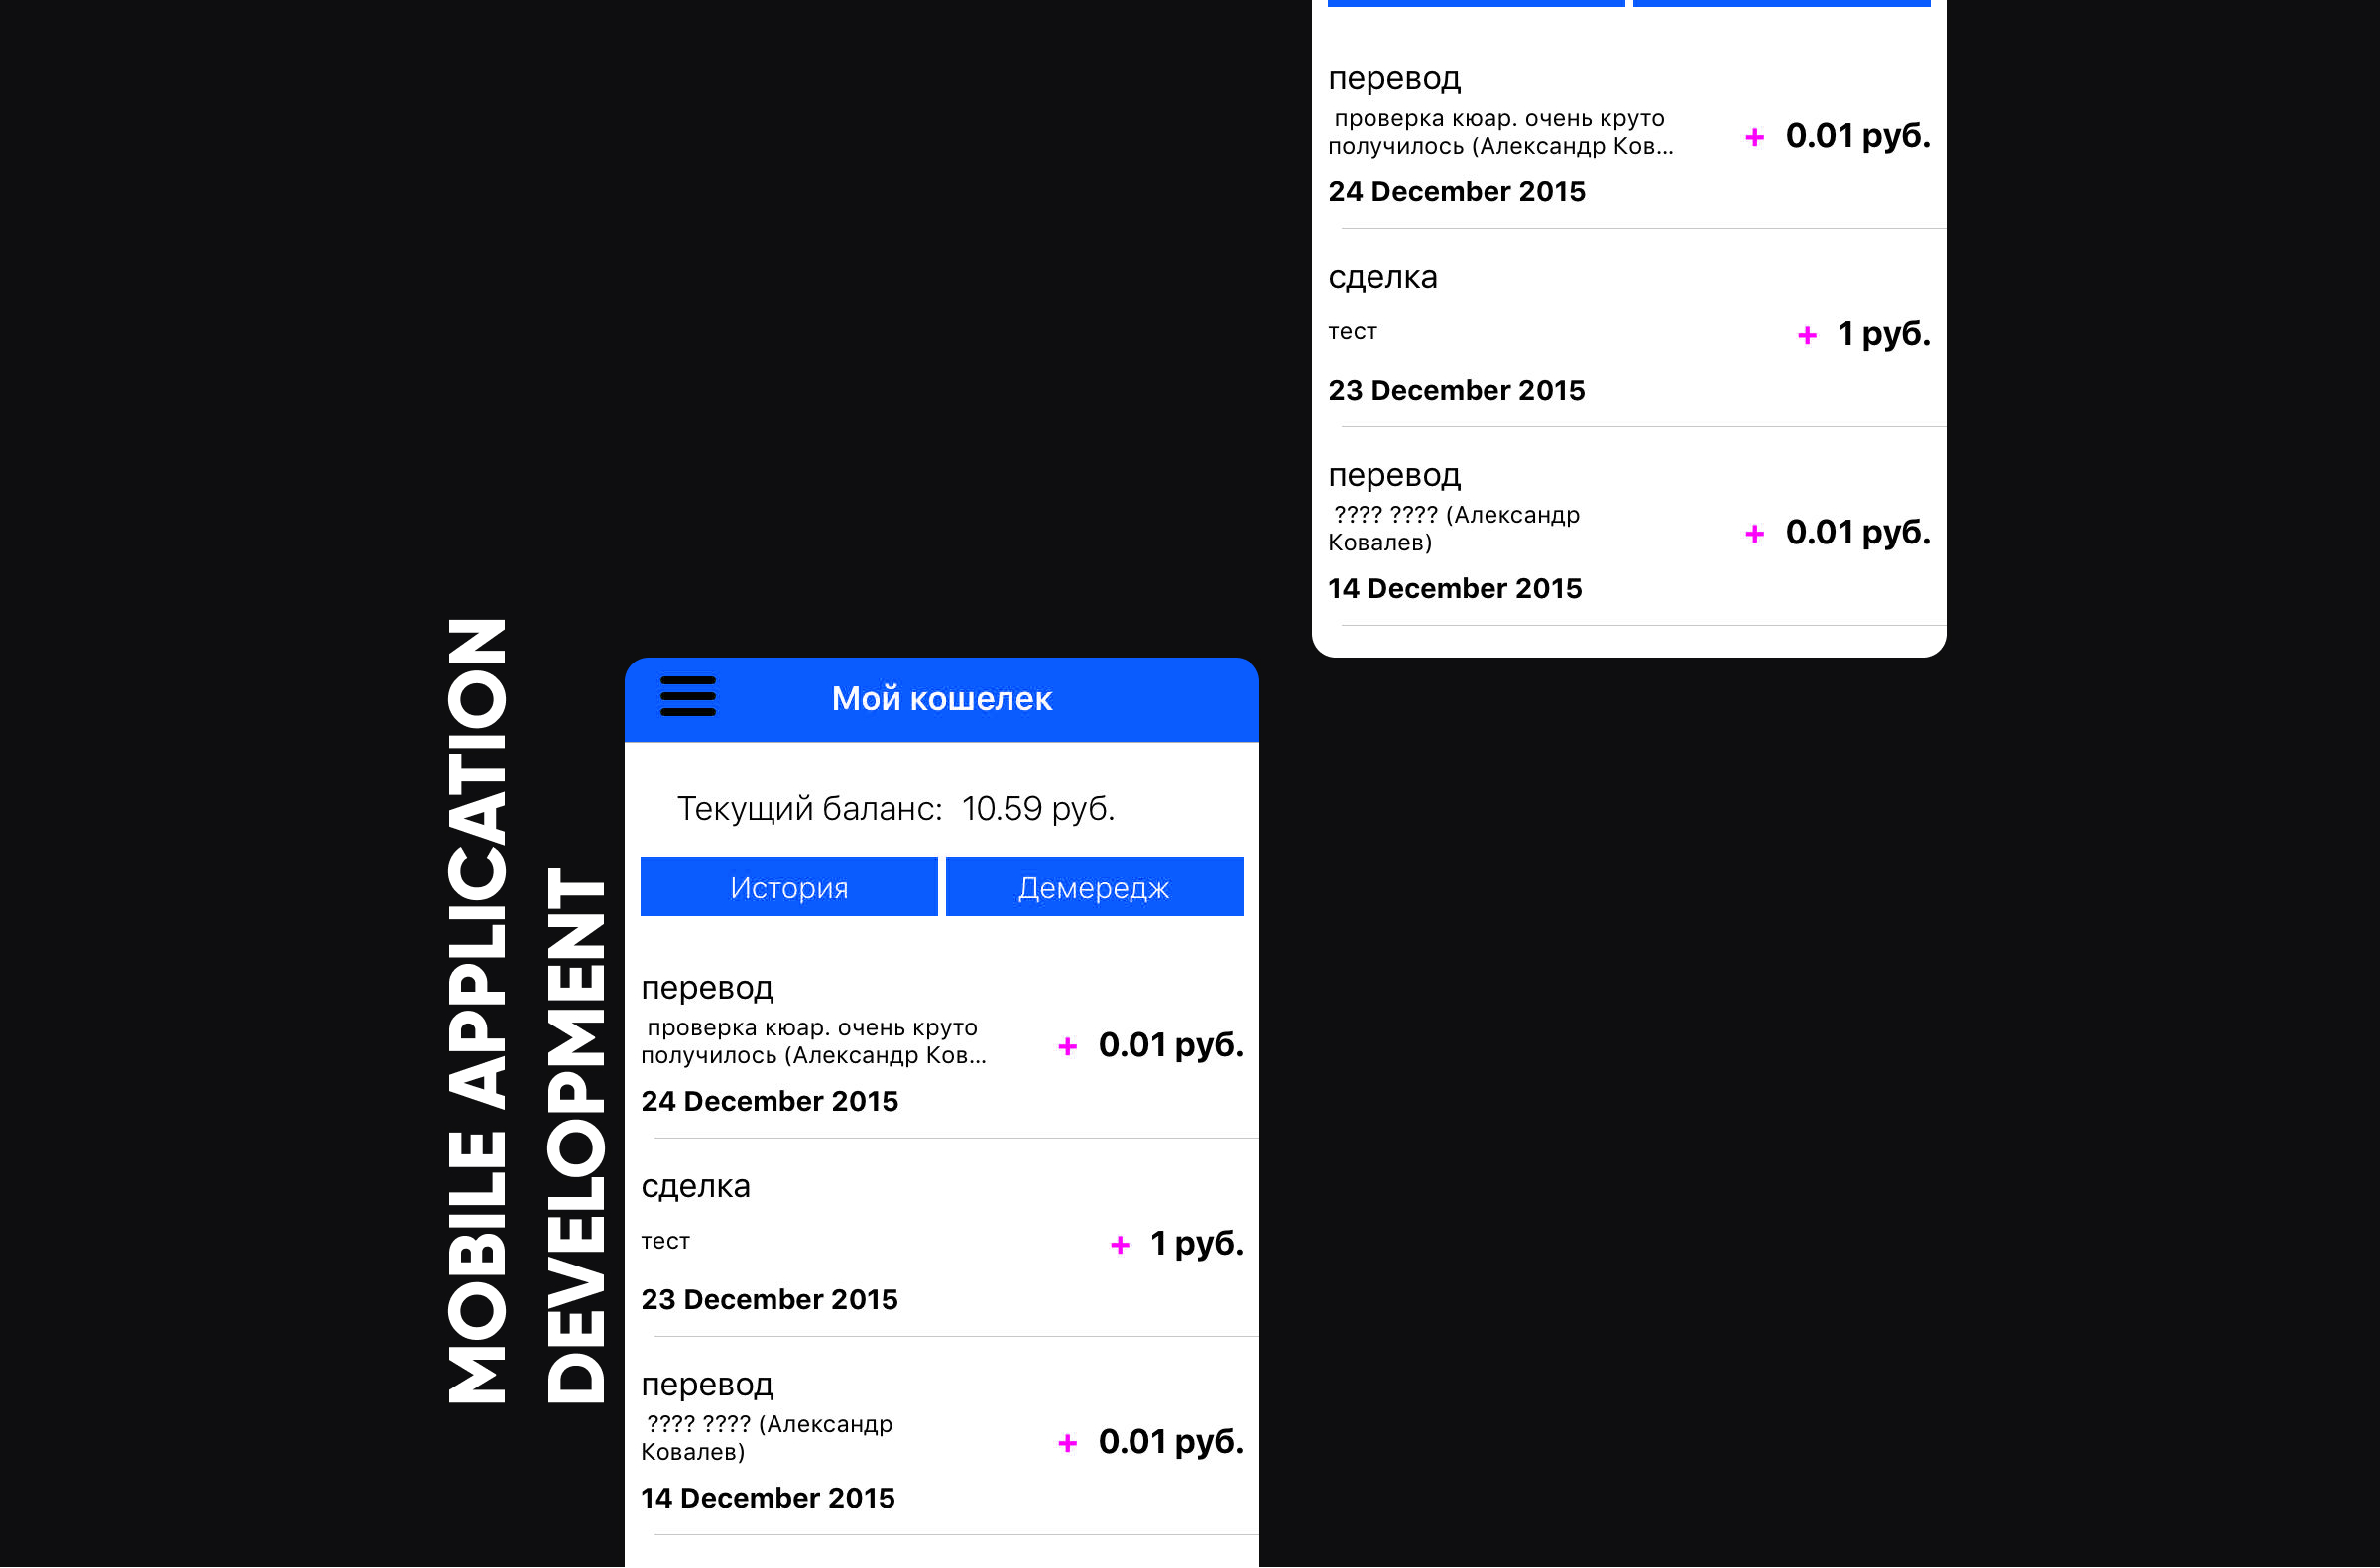 MOBILE APPLICATION
DEVELOPMENT
Мой кошелек
Текущий баланс: 10.59 руб.
История
Демередж
перевод
проверка кюар. очень круто
получилось (Александр Ков...
+ 0.01 руб.
24 December 2015
сделка
тест
+ 1 руб.
23 December 2015
перевод
???? ???? (Александр
Ковалев)
+ 0.01 руб.
14 December 2015
перевод
проверка кюар. очень круто
получилось (Александр Ков...
+ 0.01 руб.
24 December 2015
сделка
тест
+ 1 руб.
23 December 2015
перевод
???? ???? (Александр
Ковалев)
+ 0.01 руб.
14 December 2015